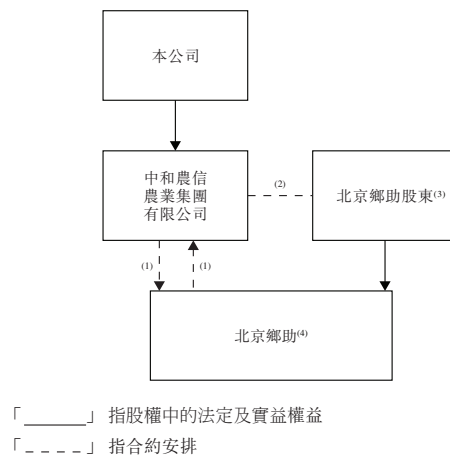 本公司
中和農信
農業集團
有限公司
(2)
北京鄉助股東(3)
(1)
(1)
北京鄉助(4)
「______」 指股權中的法定及實益權益
「_ _ _ _」 指合約安排